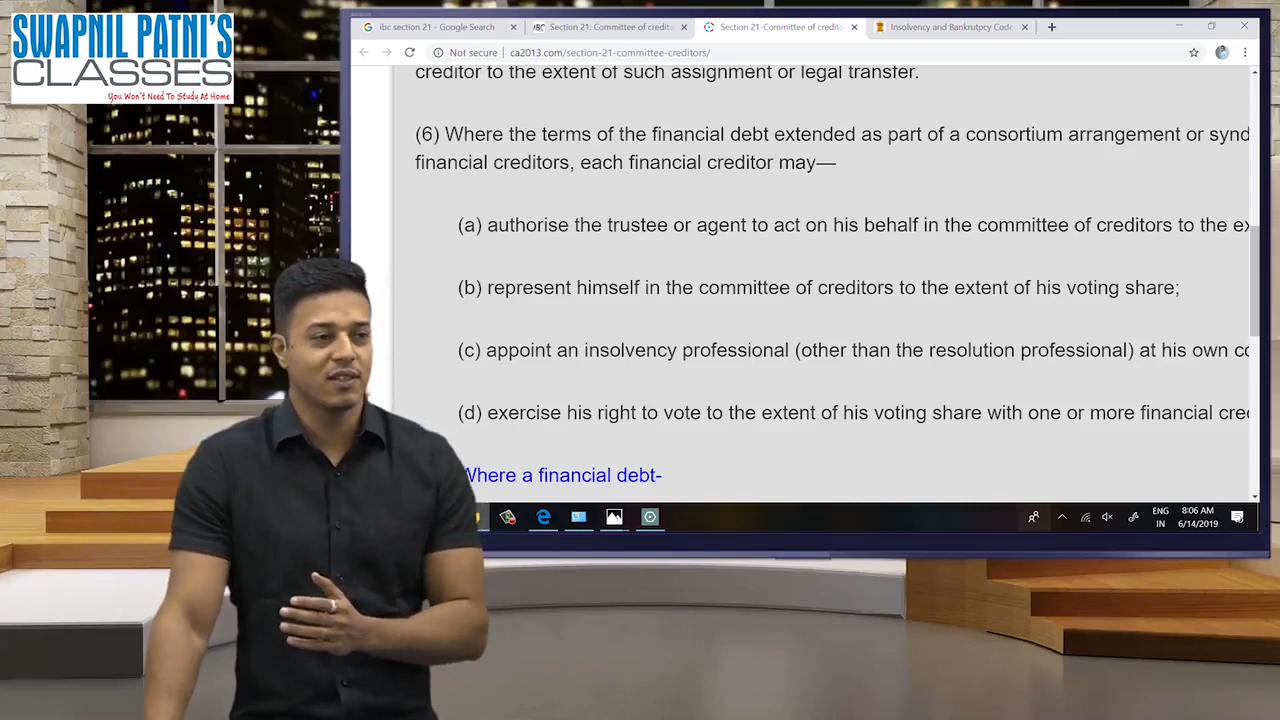 SWAPNIL PATNI'S
CLASSES
You Won't Need To Study At Home
ibc section 21 - Google Search
Section 21: Committee of credito
Section 21-Committee of creditor
Insolvency and Bankrutpcy Code
Not secure | ca2013.com/section-21-committee-creditors/
creditor to the extent of such assignment or legal transfer.
(6) Where the terms of the financial debt extended as part of a consortium arrangement or synd
financial creditors, each financial creditor may—
(a) authorise the trustee or agent to act on his behalf in the committee of creditors to the ex
(b) represent himself in the committee of creditors to the extent of his voting share;
(c) appoint an insolvency professional (other than the resolution professional) at his own co
(d) exercise his right to vote to the extent of his voting share with one or more financial cred
Where a financial debt-
ENG
IN
8:06 AM
6/14/2019